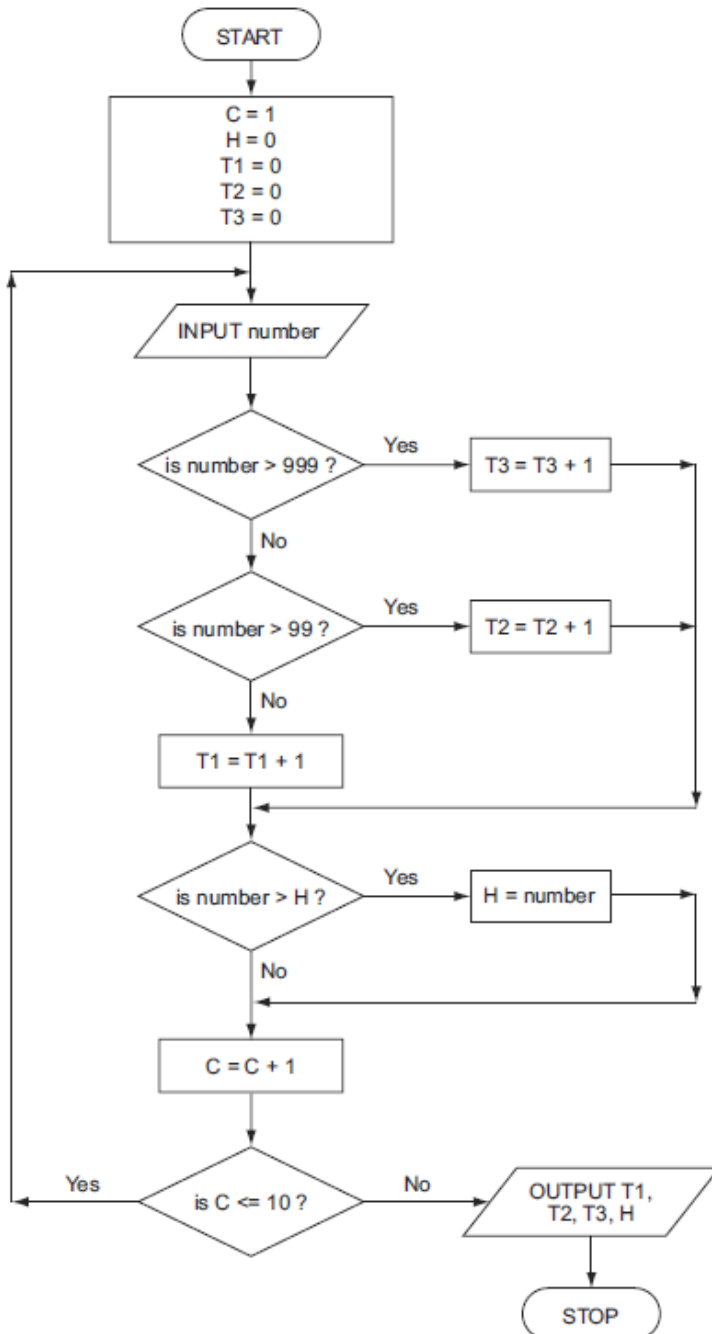 START
C = 1
H = 0
T1 = 0
T2 = 0
T3 = 0
INPUT number
is number > 999 ?
Yes
T3 = T3 + 1
No
is number > 99 ?
Yes
T2 = T2 + 1
No
T1 = T1 + 1
is number > H ?
Yes
H = number
No
C = C + 1
is C <= 10 ?
Yes
No
OUTPUT T1,
T2, T3, H
STOP